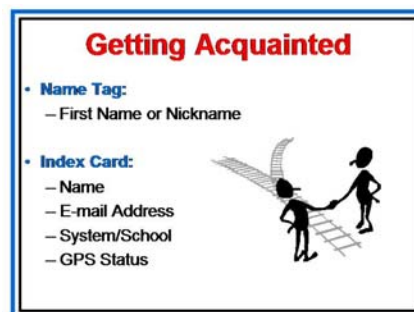 Getting Acquainted
• Name Tag:
– First Name or Nickname
• Index Card:
– Name
– E-mail Address
– System/School
– GPS Status